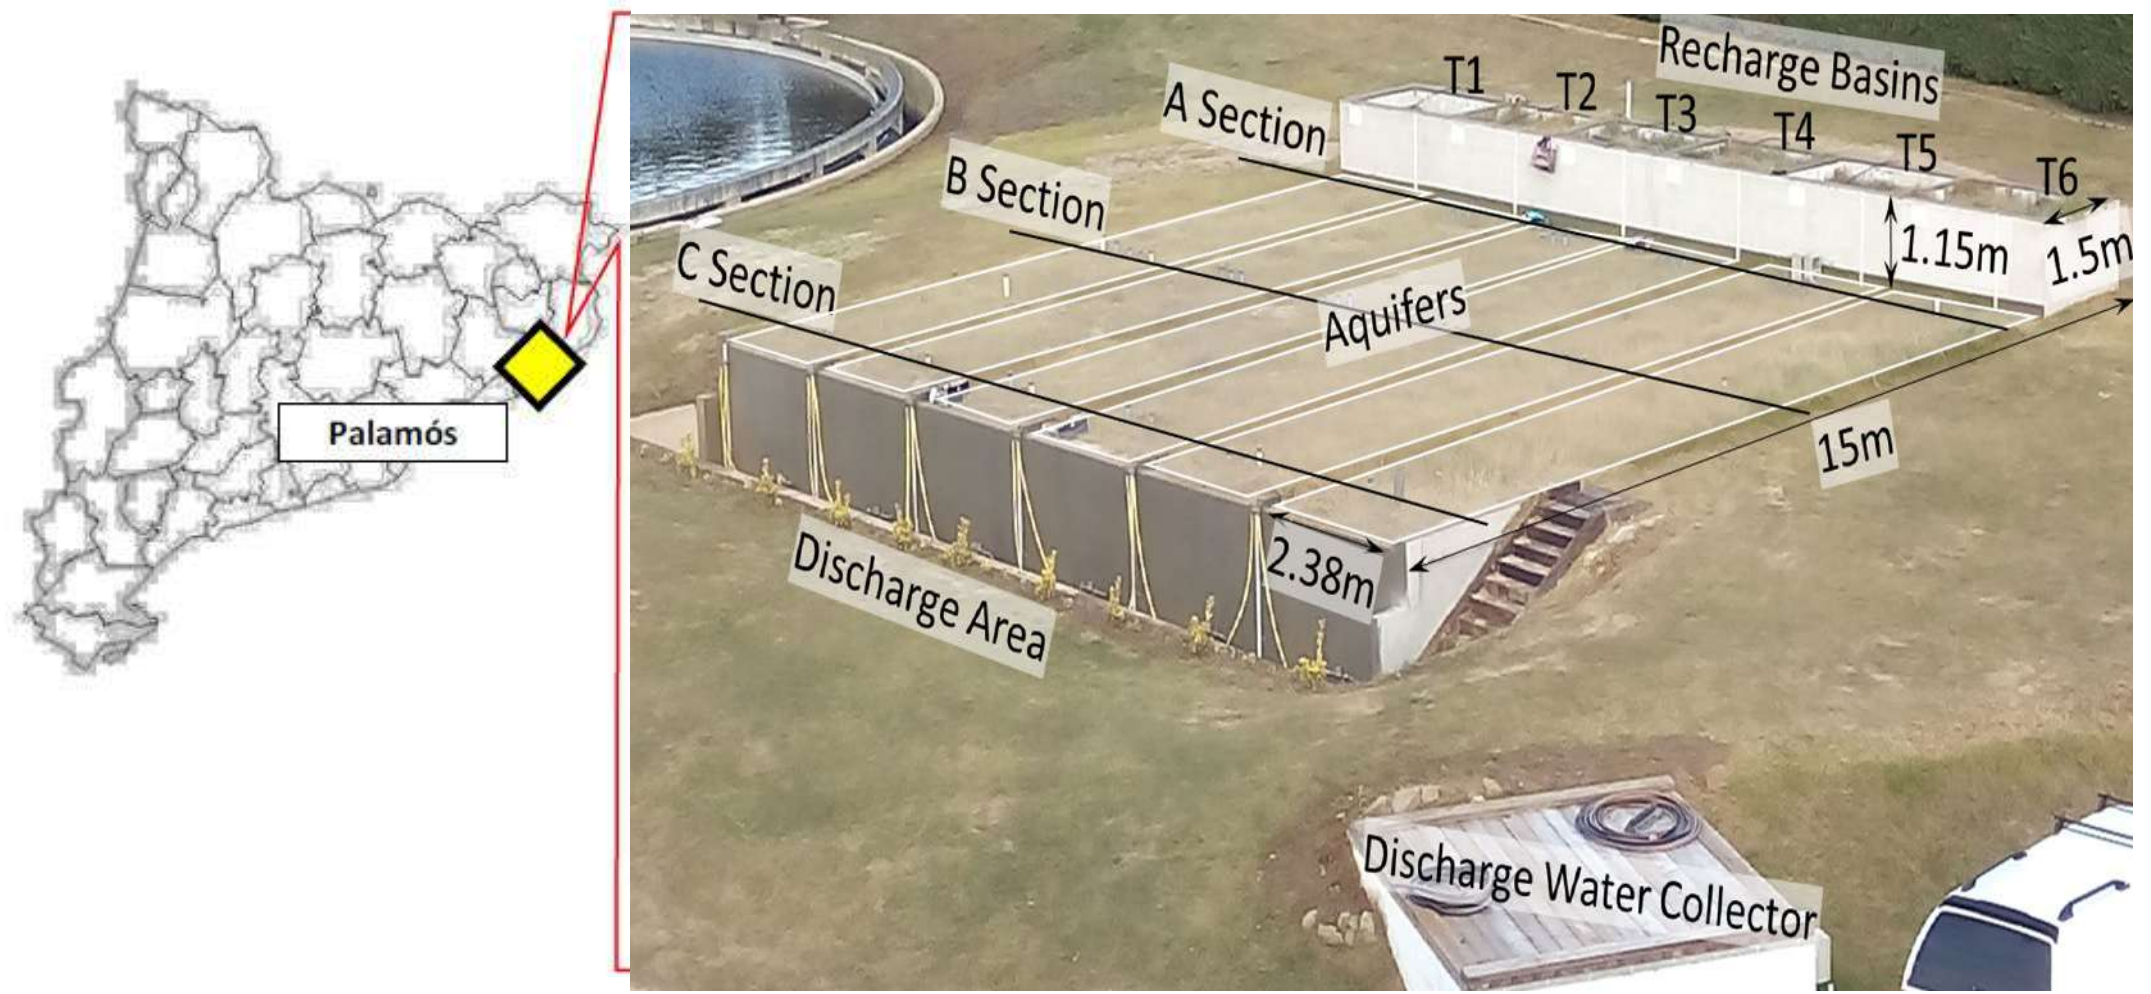 Palamós
Recharge Basins
T1
T2
T3
T4
T5
T6
A Section
B Section
C Section
Aquifers
1.15m
1.5m
15m
2.38m
Discharge Area
Discharge Water Collector